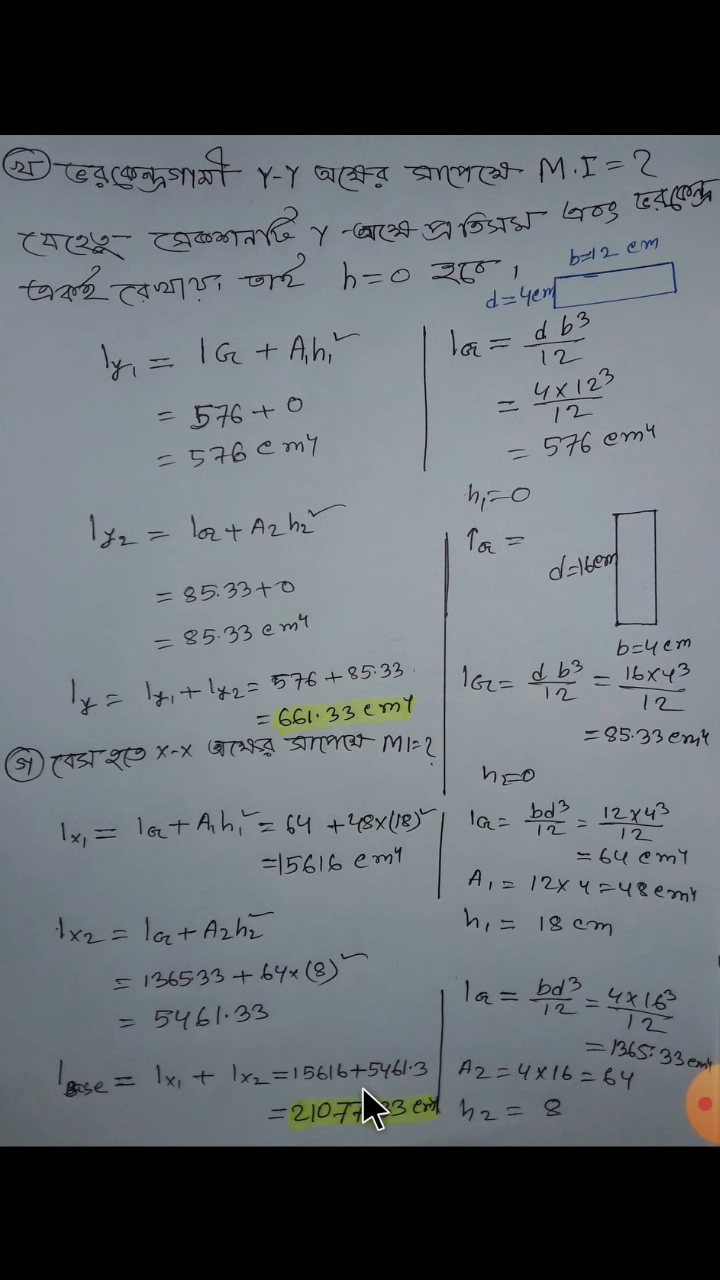 (খ) ভরকেন্দ্রগামী Y-Y অক্ষের সাপেক্ষে M.I = ?
যেহেতু সেকশনটি Y-অক্ষে প্রতিসম এবং ভরকেন্দ্র
একই রেখায়, তাই h=0 হবে,
b=12 cm
d=4cm
Iy₁ = IG + A₁h₁²
= 576 + 0
= 576 cm⁴
IG = d b³/12
= 4×12³/12
= 576 cm⁴
h₁=0
Iy₂ = IG + A₂h₂²
= 85.33+0
= 85.33 cm⁴
IG =
d=16cm
b=4cm
IG = d b³/12 = 16×4³/12
= 85.33 cm⁴
h=0
Iy = Iy₁ + Iy₂ = 576 + 85.33
= 661.33 cm⁴
(গ) বেস হতে X-X অক্ষের সাপেক্ষে MI=?
Ix₁ = IG + A₁h₁² = 64 + 48×(18)²
=15616 cm⁴
IG = bd³/12 = 12×4³/12
= 64 cm⁴
A₁ = 12×4 = 48 cm⁴
h₁ = 18 cm
Ix₂ = IG + A₂h₂²
= 1365.33 + 64×(8)²
= 5461.33
IG = bd³/12 = 4×16³/12
= 1365.33 cm⁴
A₂ = 4×16 = 64
h₂ = 8
IBase = Ix₁ + Ix₂ = 15616+5461.3
=